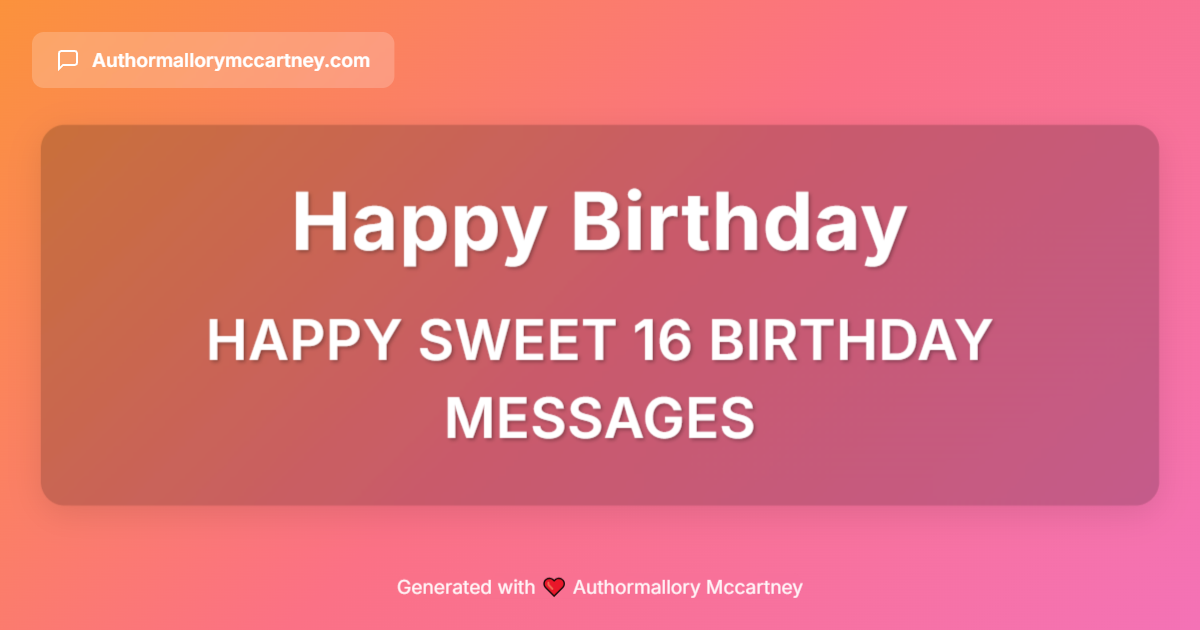 Authormallorymccartney.com
Happy Birthday
HAPPY SWEET 16 BIRTHDAY
MESSAGES
Generated with ❤️ Authormallory Mccartney